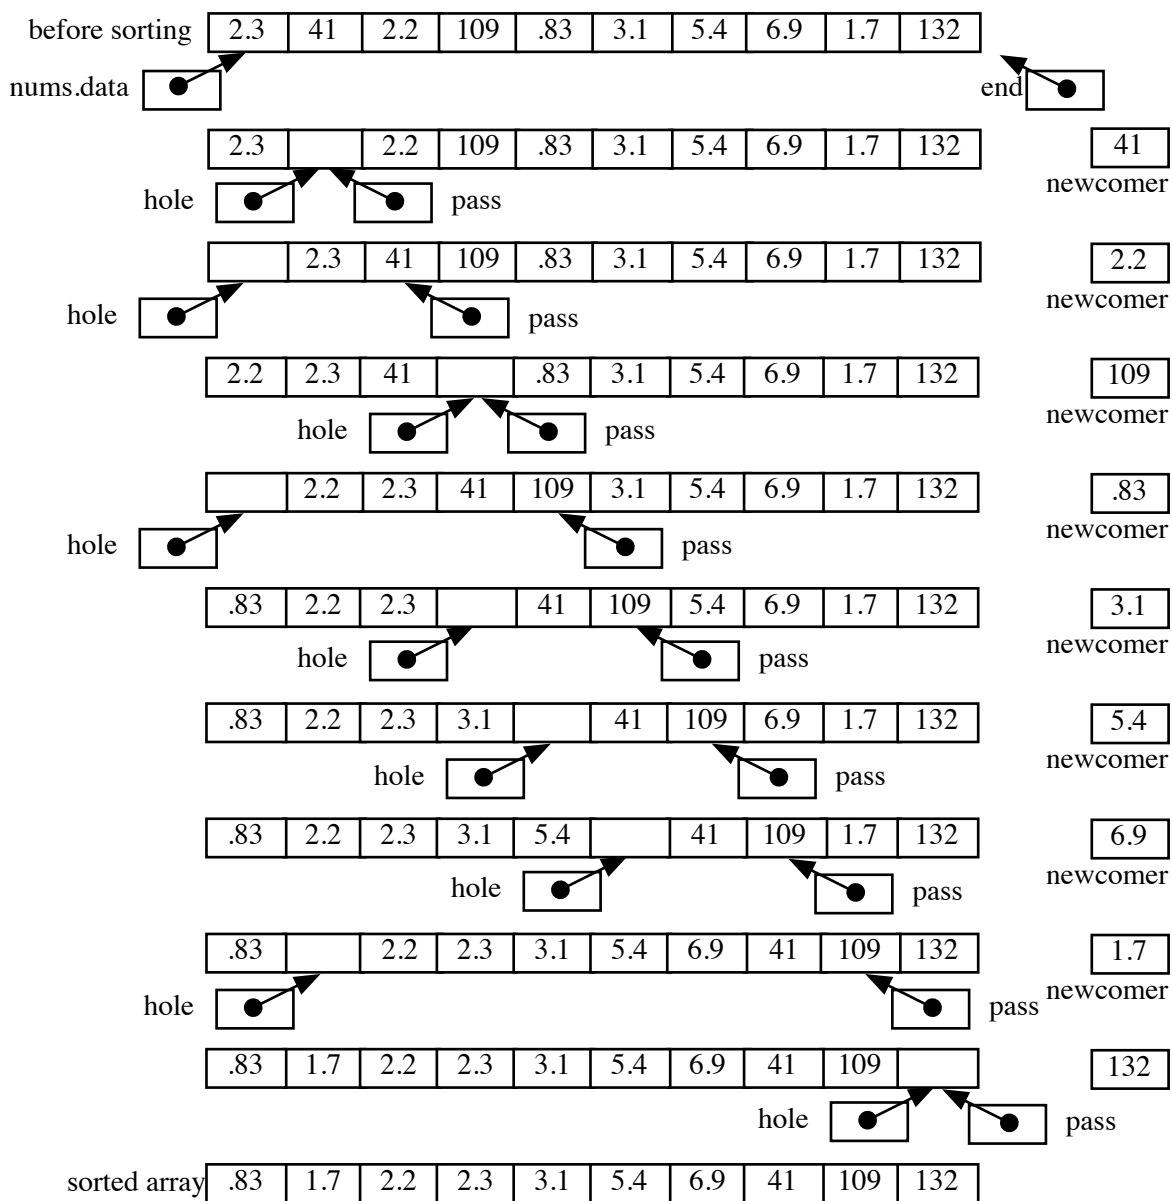 before sorting 2.3 41 2.2 109 .83 3.1 5.4 6.9 1.7 132
nums.data end
2.3 2.2 109 .83 3.1 5.4 6.9 1.7 132 41
hole pass newcomer
2.3 41 109 .83 3.1 5.4 6.9 1.7 132 2.2
hole pass newcomer
2.2 2.3 41 .83 3.1 5.4 6.9 1.7 132 109
hole pass newcomer
2.2 2.3 41 109 3.1 5.4 6.9 1.7 132 .83
hole pass newcomer
.83 2.2 2.3 41 109 5.4 6.9 1.7 132 3.1
hole pass newcomer
.83 2.2 2.3 3.1 41 109 6.9 1.7 132 5.4
hole pass newcomer
.83 2.2 2.3 3.1 5.4 41 109 1.7 132 6.9
hole pass newcomer
.83 2.2 2.3 3.1 5.4 6.9 41 109 132 1.7
hole pass newcomer
.83 1.7 2.2 2.3 3.1 5.4 6.9 41 109 132
hole pass
sorted array .83 1.7 2.2 2.3 3.1 5.4 6.9 41 109 132